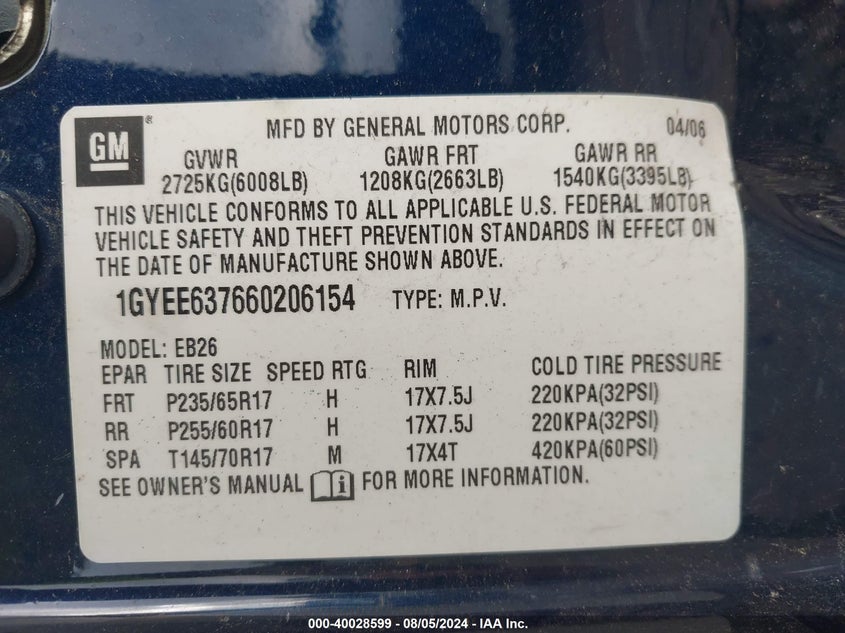 GM ® MFD BY GENERAL MOTORS CORP. 04/06
GVWR GAWR FRT GAWR RR
2725KG(6008LB) 1208KG(2663LB) 1540KG(3395LB)
THIS VEHICLE CONFORMS TO ALL APPLICABLE U.S. FEDERAL MOTOR
VEHICLE SAFETY AND THEFT PREVENTION STANDARDS IN EFFECT ON
THE DATE OF MANUFACTURE SHOWN ABOVE.
1GYEE637660206154 TYPE: M.P.V.
MODEL: EB26
EPAR TIRE SIZE SPEED RTG RIM COLD TIRE PRESSURE
FRT P235/65R17 H 17X7.5J 220KPA(32PSI)
RR P255/60R17 H 17X7.5J 220KPA(32PSI)
SPA T145/70R17 M 17X4T 420KPA(60PSI)
SEE OWNER'S MANUAL i FOR MORE INFORMATION.
000-40028599 - 08/05/2024 - IAA Inc.